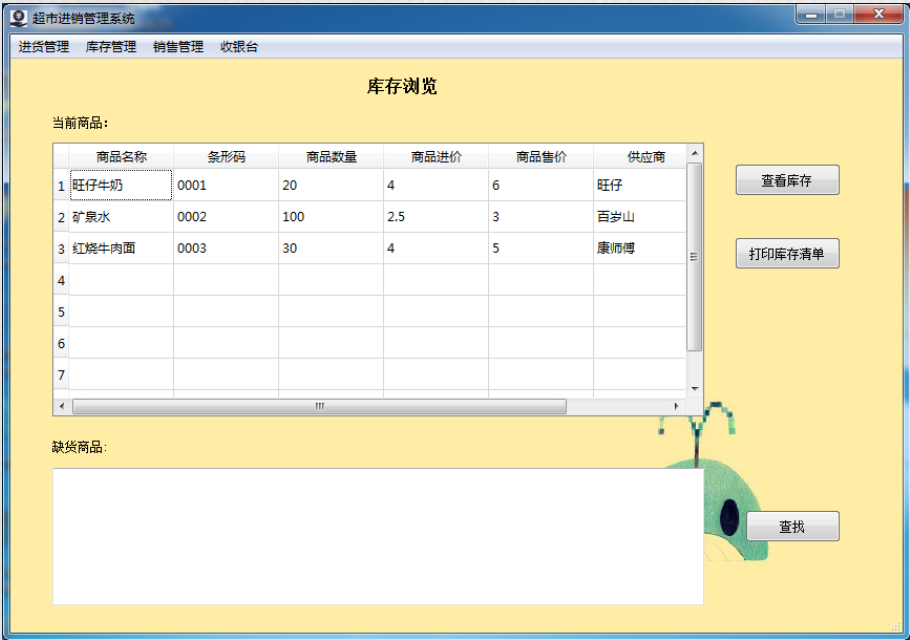 超市进销管理系统
进货管理 库存管理 销售管理 收银台
库存浏览
当前商品：
商品名称 条形码 商品数量 商品进价 商品售价 供应商
1 旺仔牛奶 0001 20 4 6 旺仔
2 矿泉水 0002 100 2.5 3 百岁山
3 红烧牛肉面 0003 30 4 5 康师傅
4
5
6
7
查看库存
打印库存清单
缺货商品:
查找